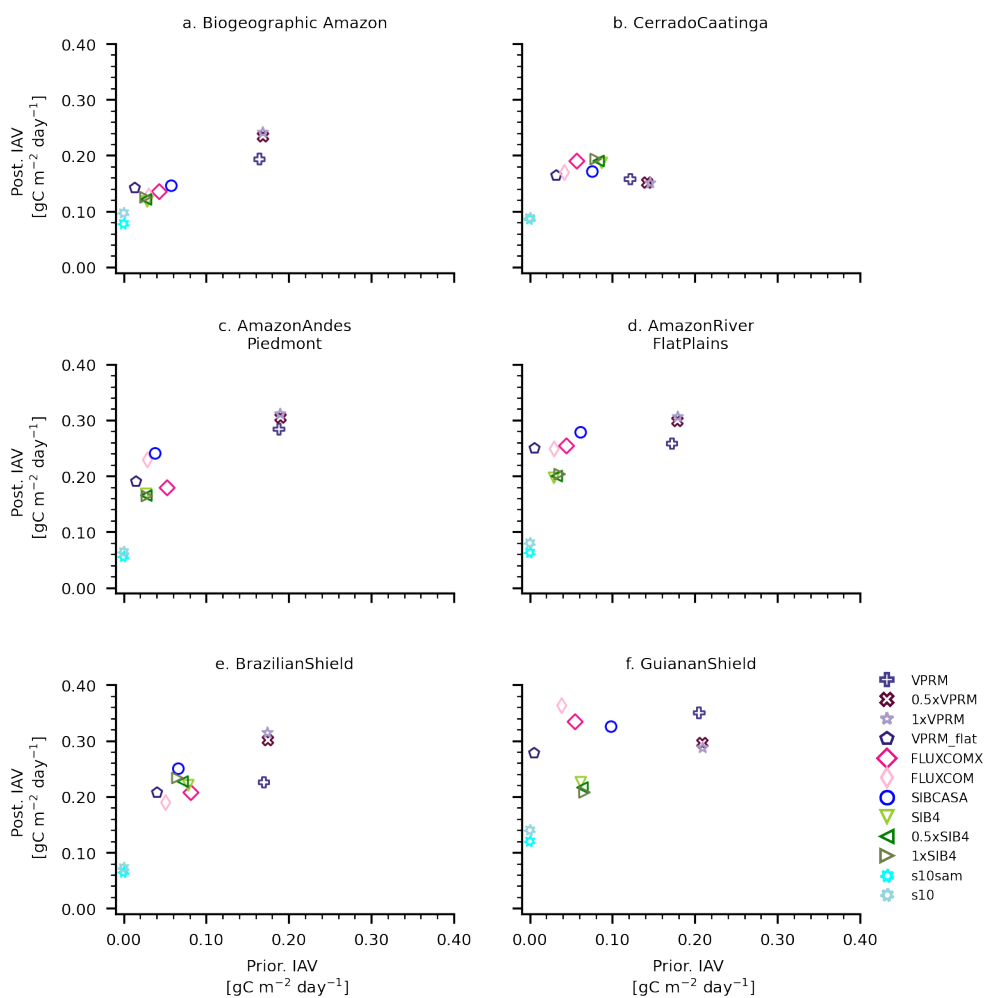 a. Biogeographic Amazon
b. CerradoCaatinga
0.40
0.30
0.20
0.10
0.00
Post. IAV
[gC m⁻² day⁻¹]
c. AmazonAndes
Piedmont
d. AmazonRiver
FlatPlains
0.40
0.30
0.20
0.10
0.00
Post. IAV
[gC m⁻² day⁻¹]
e. BrazilianShield
f. GuiananShield
0.40
0.30
0.20
0.10
0.00
Post. IAV
[gC m⁻² day⁻¹]
0.00 0.10 0.20 0.30 0.40
Prior. IAV
[gC m⁻² day⁻¹]
0.00 0.10 0.20 0.30 0.40
Prior. IAV
[gC m⁻² day⁻¹]
VPRM
0.5xVPRM
1xVPRM
VPRM_flat
FLUXCOMX
FLUXCOM
SIBCASA
SIB4
0.5xSIB4
1xSIB4
s10sam
s10